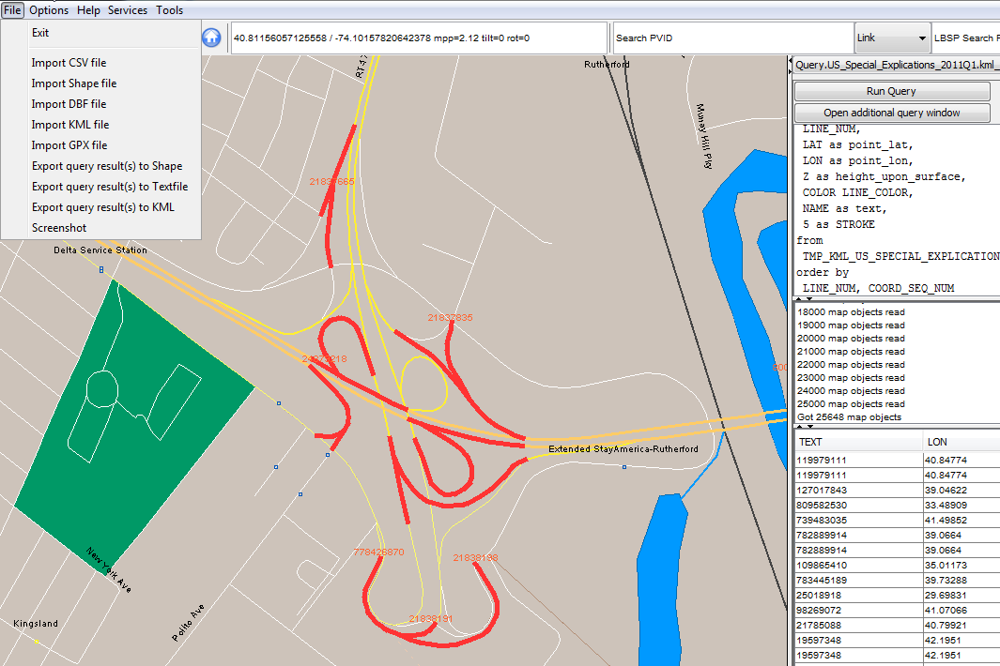 File Options Help Services Tools
Exit
Import CSV file
Import Shape file
Import DBF file
Import KML file
Import GPX file
Export query result(s) to Shape
Export query result(s) to Textfile
Export query result(s) to KML
Screenshot
40.81156057125558 / -74.10157820642378 mpp=2.12 tilt=0 rot=0
Search PVID
Link
LBSP Search
RT 17
Rutherford
Murray Hill Pky
Delta Service Station
21837835
Extended StayAmerica-Rutherford
778426870
21838198
21838191
New York Ave
Polito Ave
Kingsland
Query.US_Special_Explications_2011Q1.kml_
Run Query
Open additional query window
LINE_NUM,
LAT as point_lat,
LON as point_lon,
Z as height_upon_surface,
COLOR LINE_COLOR,
NAME as text,
5 as STROKE
from
TMP_KML_US_SPECIAL_EXPLICATION
order by
LINE_NUM, COORD_SEQ_NUM
18000 map objects read
19000 map objects read
20000 map objects read
21000 map objects read
22000 map objects read
23000 map objects read
24000 map objects read
25000 map objects read
Got 25648 map objects
TEXT LON
119979111 40.84774
119979111 40.84774
127017843 39.04622
809582530 33.48909
739483035 41.49852
782889914 39.0664
782889914 39.0664
109865410 35.01173
783445189 39.73288
25018918 29.69831
98269072 41.07066
21785088 40.79921
19597348 42.1951
19597348 42.1951